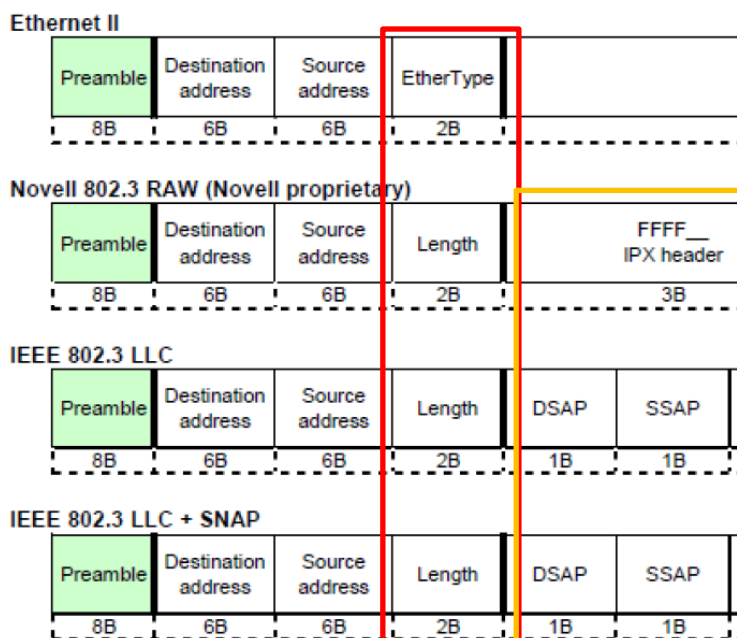 Ethernet II
Preamble
Destination address
Source address
EtherType
8B 6B 6B 2B
Novell 802.3 RAW (Novell proprietary)
Preamble
Destination address
Source address
Length
FFFF__
IPX header
8B 6B 6B 2B 3B
IEEE 802.3 LLC
Preamble
Destination address
Source address
Length
DSAP
SSAP
8B 6B 6B 2B 1B 1B
IEEE 802.3 LLC + SNAP
Preamble
Destination address
Source address
Length
DSAP
SSAP
8B 6B 6B 2B 1B 1B